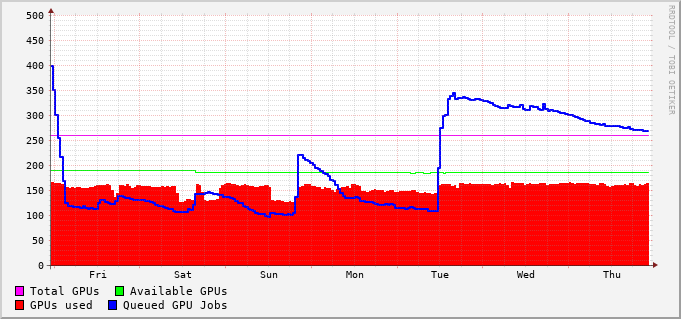 500
450
400
350
300
250
200
150
100
50
0
Fri Sat Sun Mon Tue Wed Thu
Total GPUs Available GPUs
GPUs used Queued GPU Jobs
RRDTOOL / TOBI OETIKER